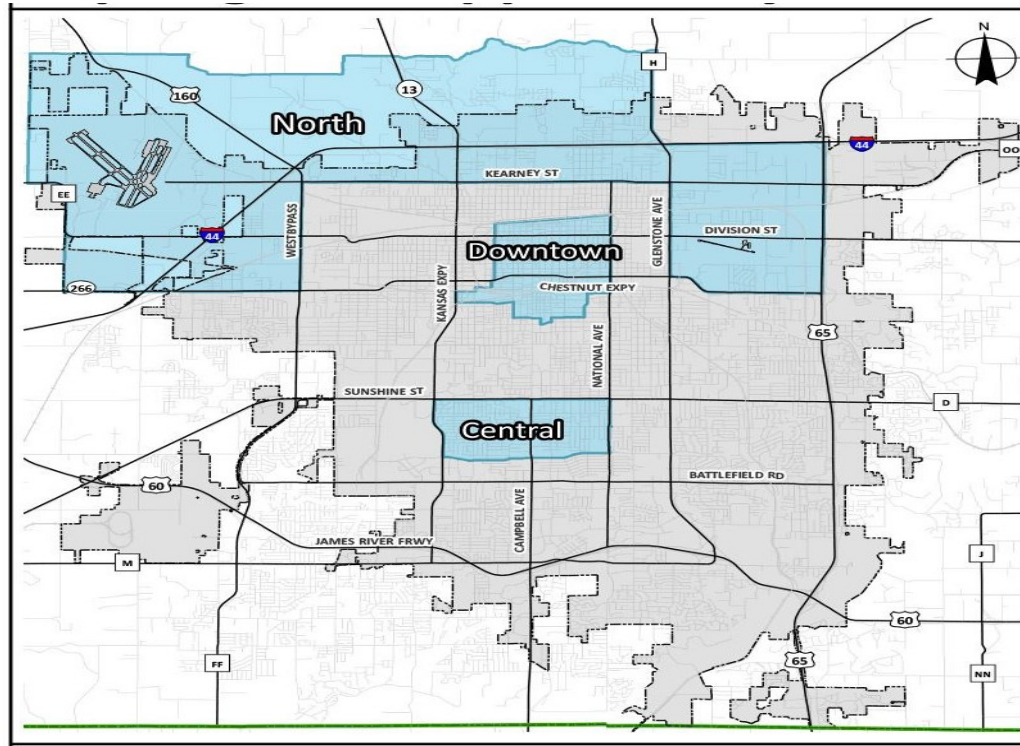 N
H
13
160
North
44
OO
KEARNEY ST
EE
WESTBYPASS
GLENSTONE AVE
DIVISION ST
44
Downtown
KANSAS EXPY
266
CHESTNUT EXPY
NATIONAL AVE
65
SUNSHINE ST
D
Central
BATTLEFIELD RD
60
CAMPBELL AVE
JAMES RIVER FRWY
M
J
60
FF
65
NN